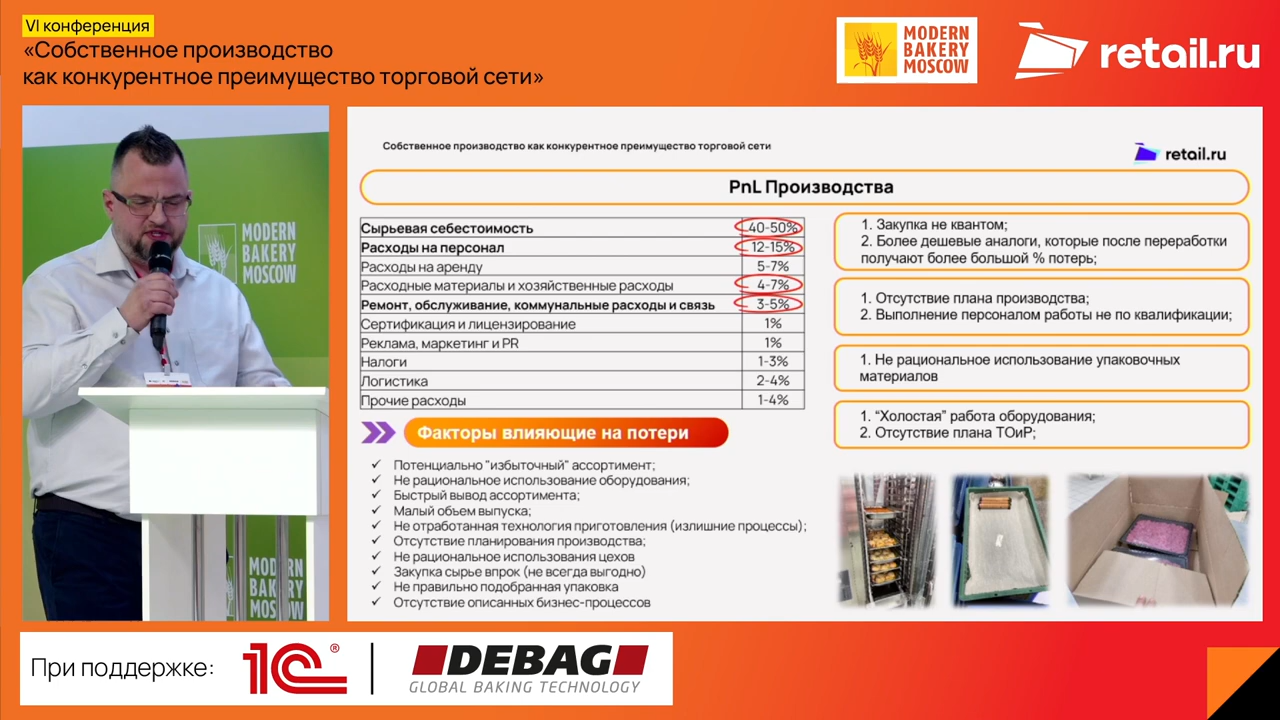 VI конференция
«Собственное производство
как конкурентное преимущество торговой сети»
MODERN
BAKERY
MOSCOW
retail.ru
MODERN
BAKERY
MOSCOW
MODERN
BAKERY
MOSCOW
Собственное производство как конкурентное преимущество торговой сети
retail.ru
PnL Производства
Сырьевая себестоимость 40-50%
Расходы на персонал 12-15%
Расходы на аренду 5-7%
Расходные материалы и хозяйственные расходы 4-7%
Ремонт, обслуживание, коммунальные расходы и связь 3-5%
Сертификация и лицензирование 1%
Реклама, маркетинг и PR 1%
Налоги 1-3%
Логистика 2-4%
Прочие расходы 1-4%
Факторы влияющие на потери
✓ Потенциально "избыточный" ассортимент;
✓ Не рациональное использование оборудования;
✓ Быстрый вывод ассортимента;
✓ Малый объем выпуска;
✓ Не отработанная технология приготовления (излишние процессы);
✓ Отсутствие планирования производства;
✓ Не рациональное использования цехов
✓ Закупка сырье впрок (не всегда выгодно)
✓ Не правильно подобранная упаковка
✓ Отсутствие описанных бизнес-процессов
1. Закупка не квантом;
2. Более дешевые аналоги, которые после переработки
получают более большой % потерь;
1. Отсутствие плана производства;
2. Выполнение персоналом работы не по квалификации;
1. Не рациональное использование упаковочных
материалов
1. “Холостая” работа оборудования;
2. Отсутствие плана ТОиР;
При поддержке:
1С®
DEBAG
GLOBAL BAKING TECHNOLOGY